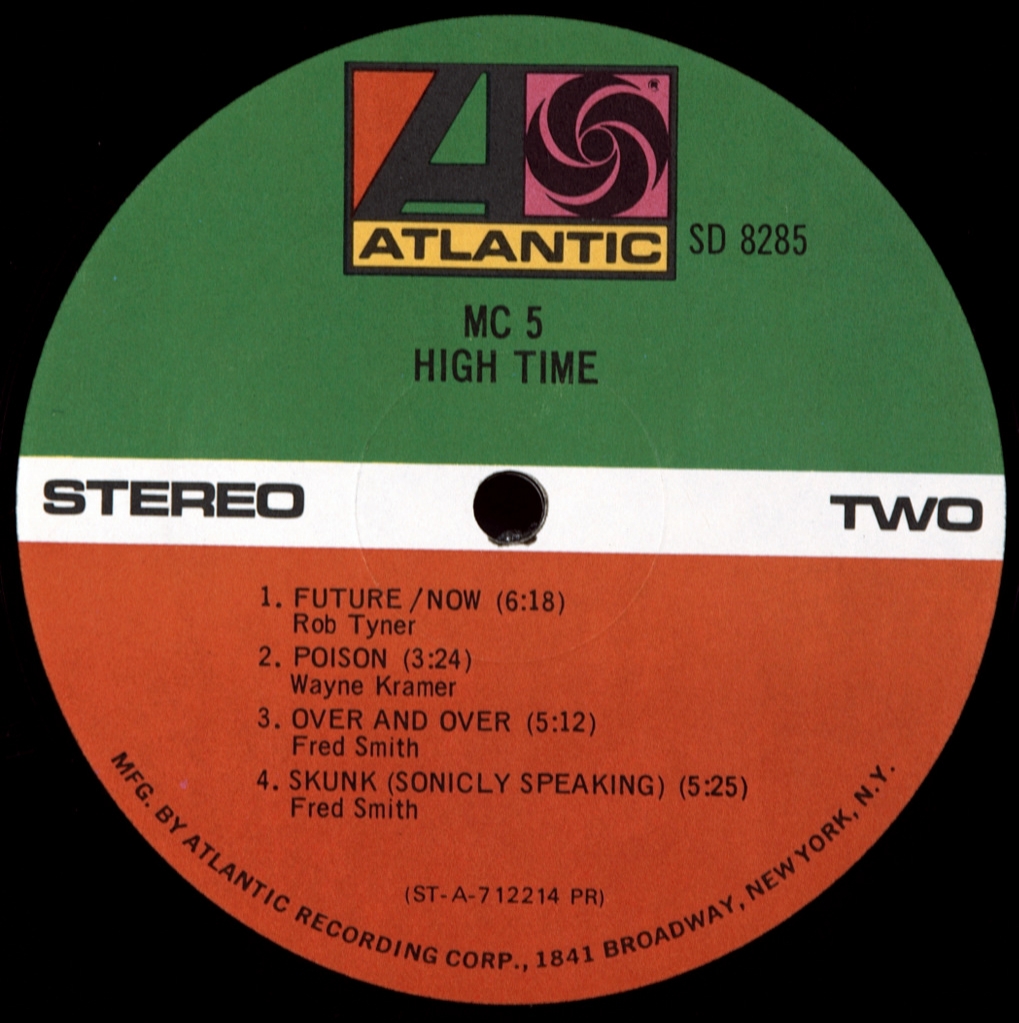 ATLANTIC
®
SD 8285
MC 5
HIGH TIME
STEREO
TWO
1. FUTURE/NOW (6:18)
Rob Tyner
2. POISON (3:24)
Wayne Kramer
3. OVER AND OVER (5:12)
Fred Smith
4. SKUNK (SONICLY SPEAKING) (5:25)
Fred Smith
(ST-A-712214 PR)
MFG. BY ATLANTIC RECORDING CORP., 1841 BROADWAY, NEW YORK, N.Y.